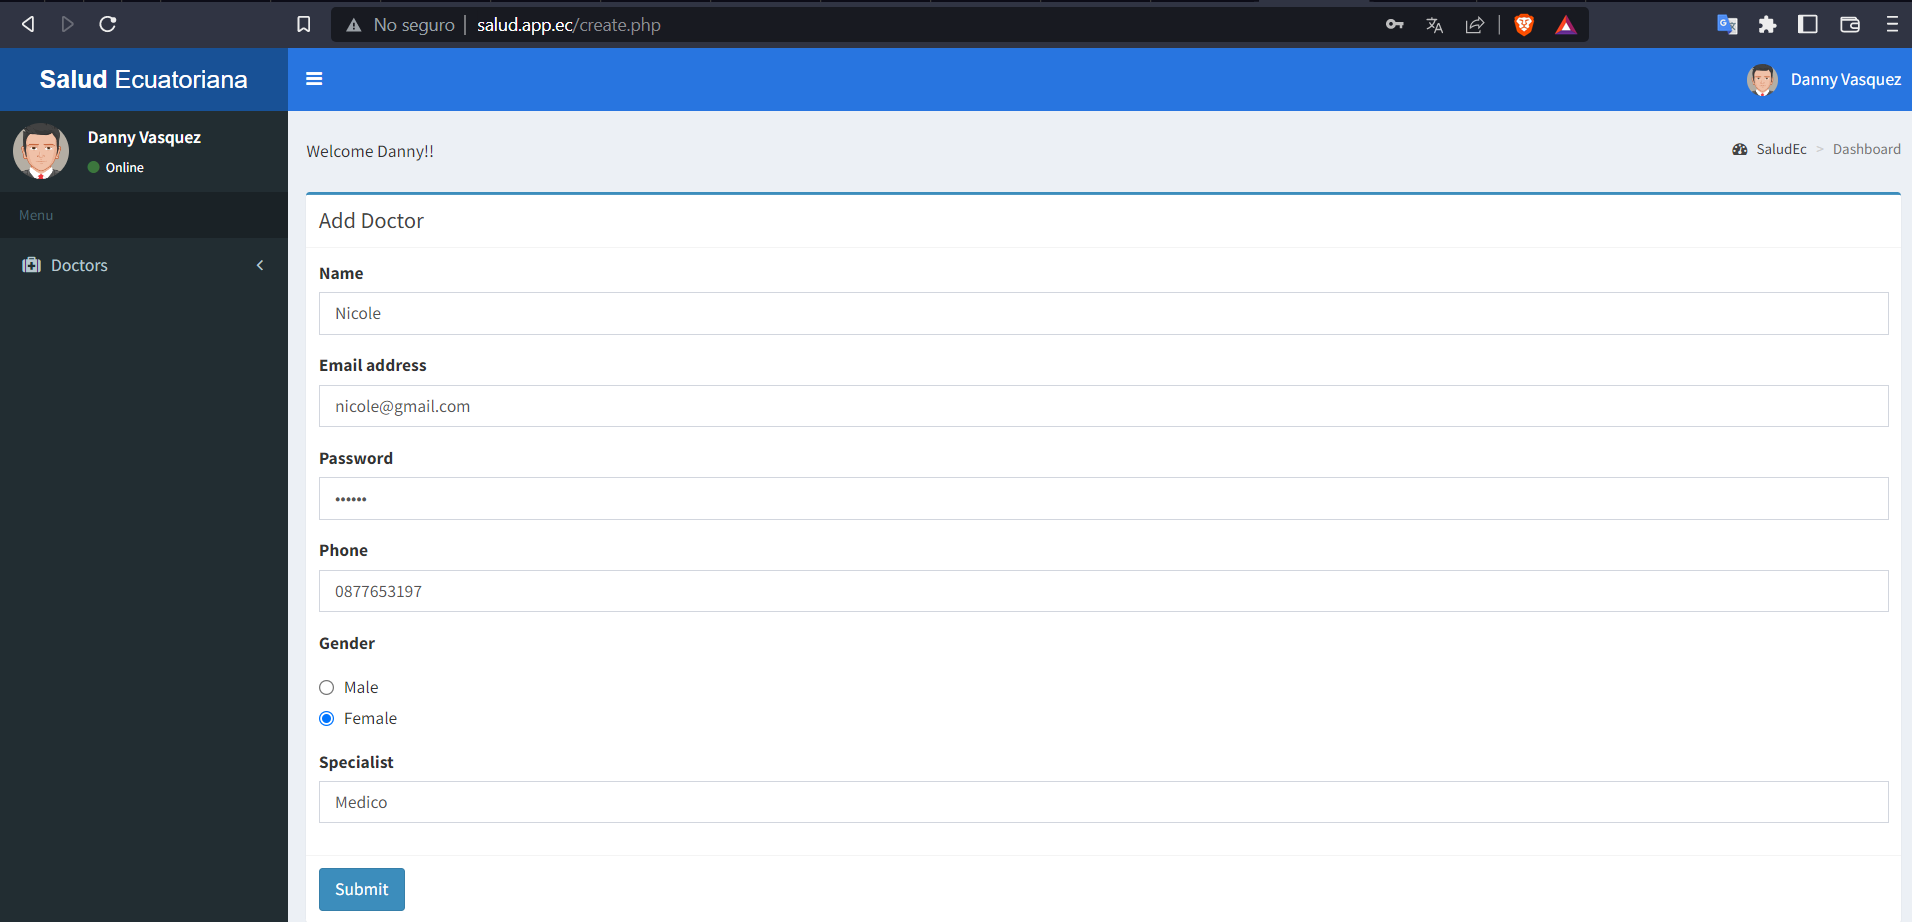 No seguro | salud.app.ec/create.php
Salud Ecuatoriana
Danny Vasquez
Danny Vasquez
Online
Welcome Danny!!
SaludEc > Dashboard
Menu
Doctors
Add Doctor
Name
Nicole
Email address
nicole@gmail.com
Password
••••••
Phone
0877653197
Gender
Male
Female
Specialist
Medico
Submit